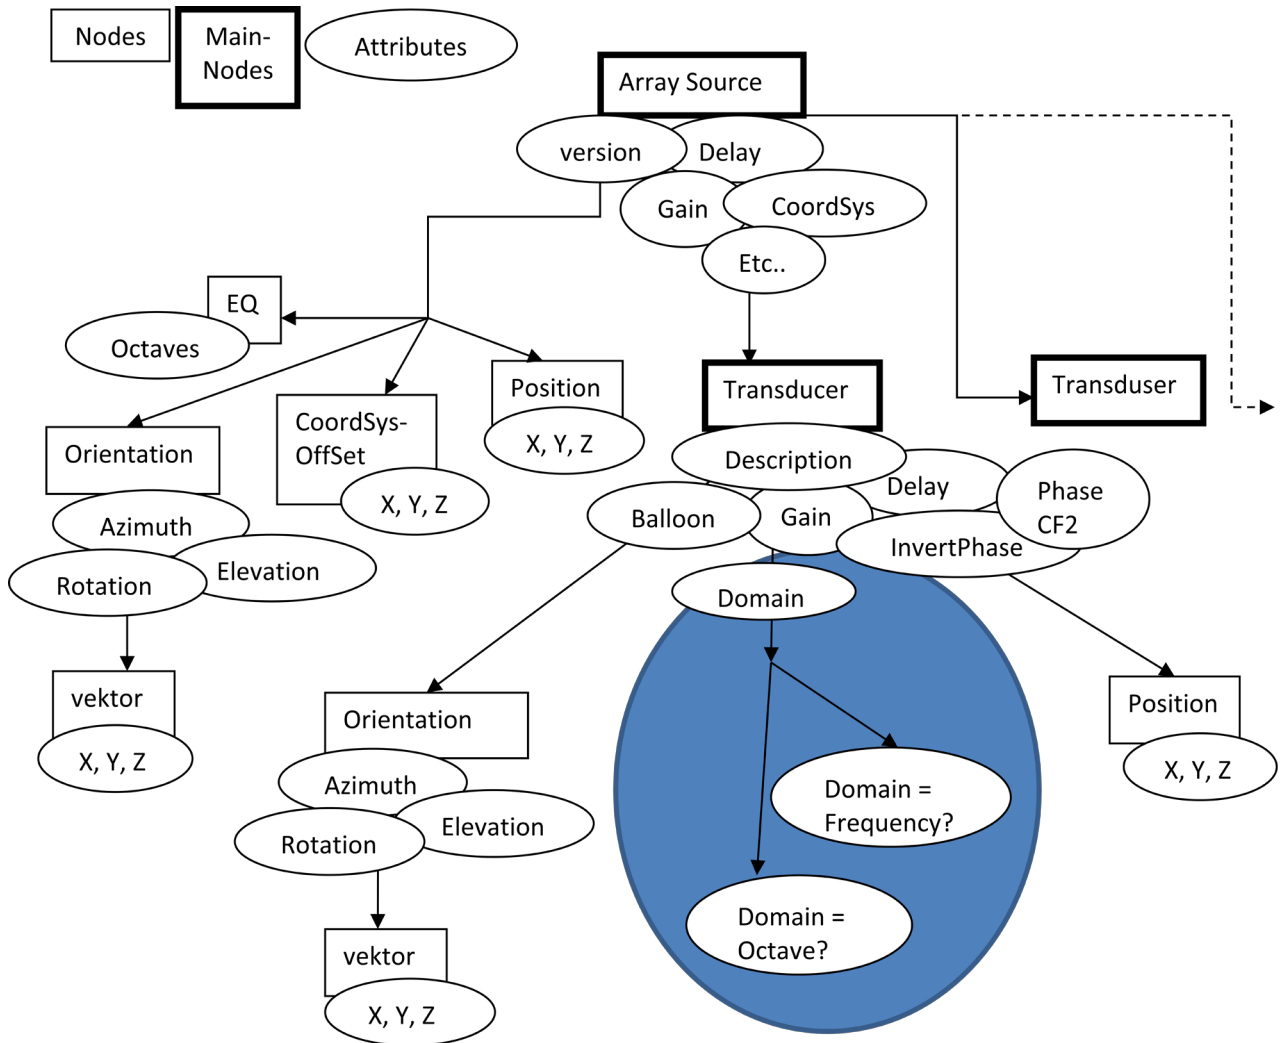 Nodes
Main-
Nodes
Attributes
Array Source
version
Delay
Gain
CoordSys
Etc..
EQ
Octaves
Position
X, Y, Z
CoordSys-
OffSet
X, Y, Z
Orientation
Azimuth
Elevation
Rotation
vektor
X, Y, Z
Transducer
Transduser
Description
Delay
Phase
CF2
Balloon
Gain
InvertPhase
Domain
Orientation
Azimuth
Elevation
Rotation
vektor
X, Y, Z
Domain =
Frequency?
Domain =
Octave?
Position
X, Y, Z